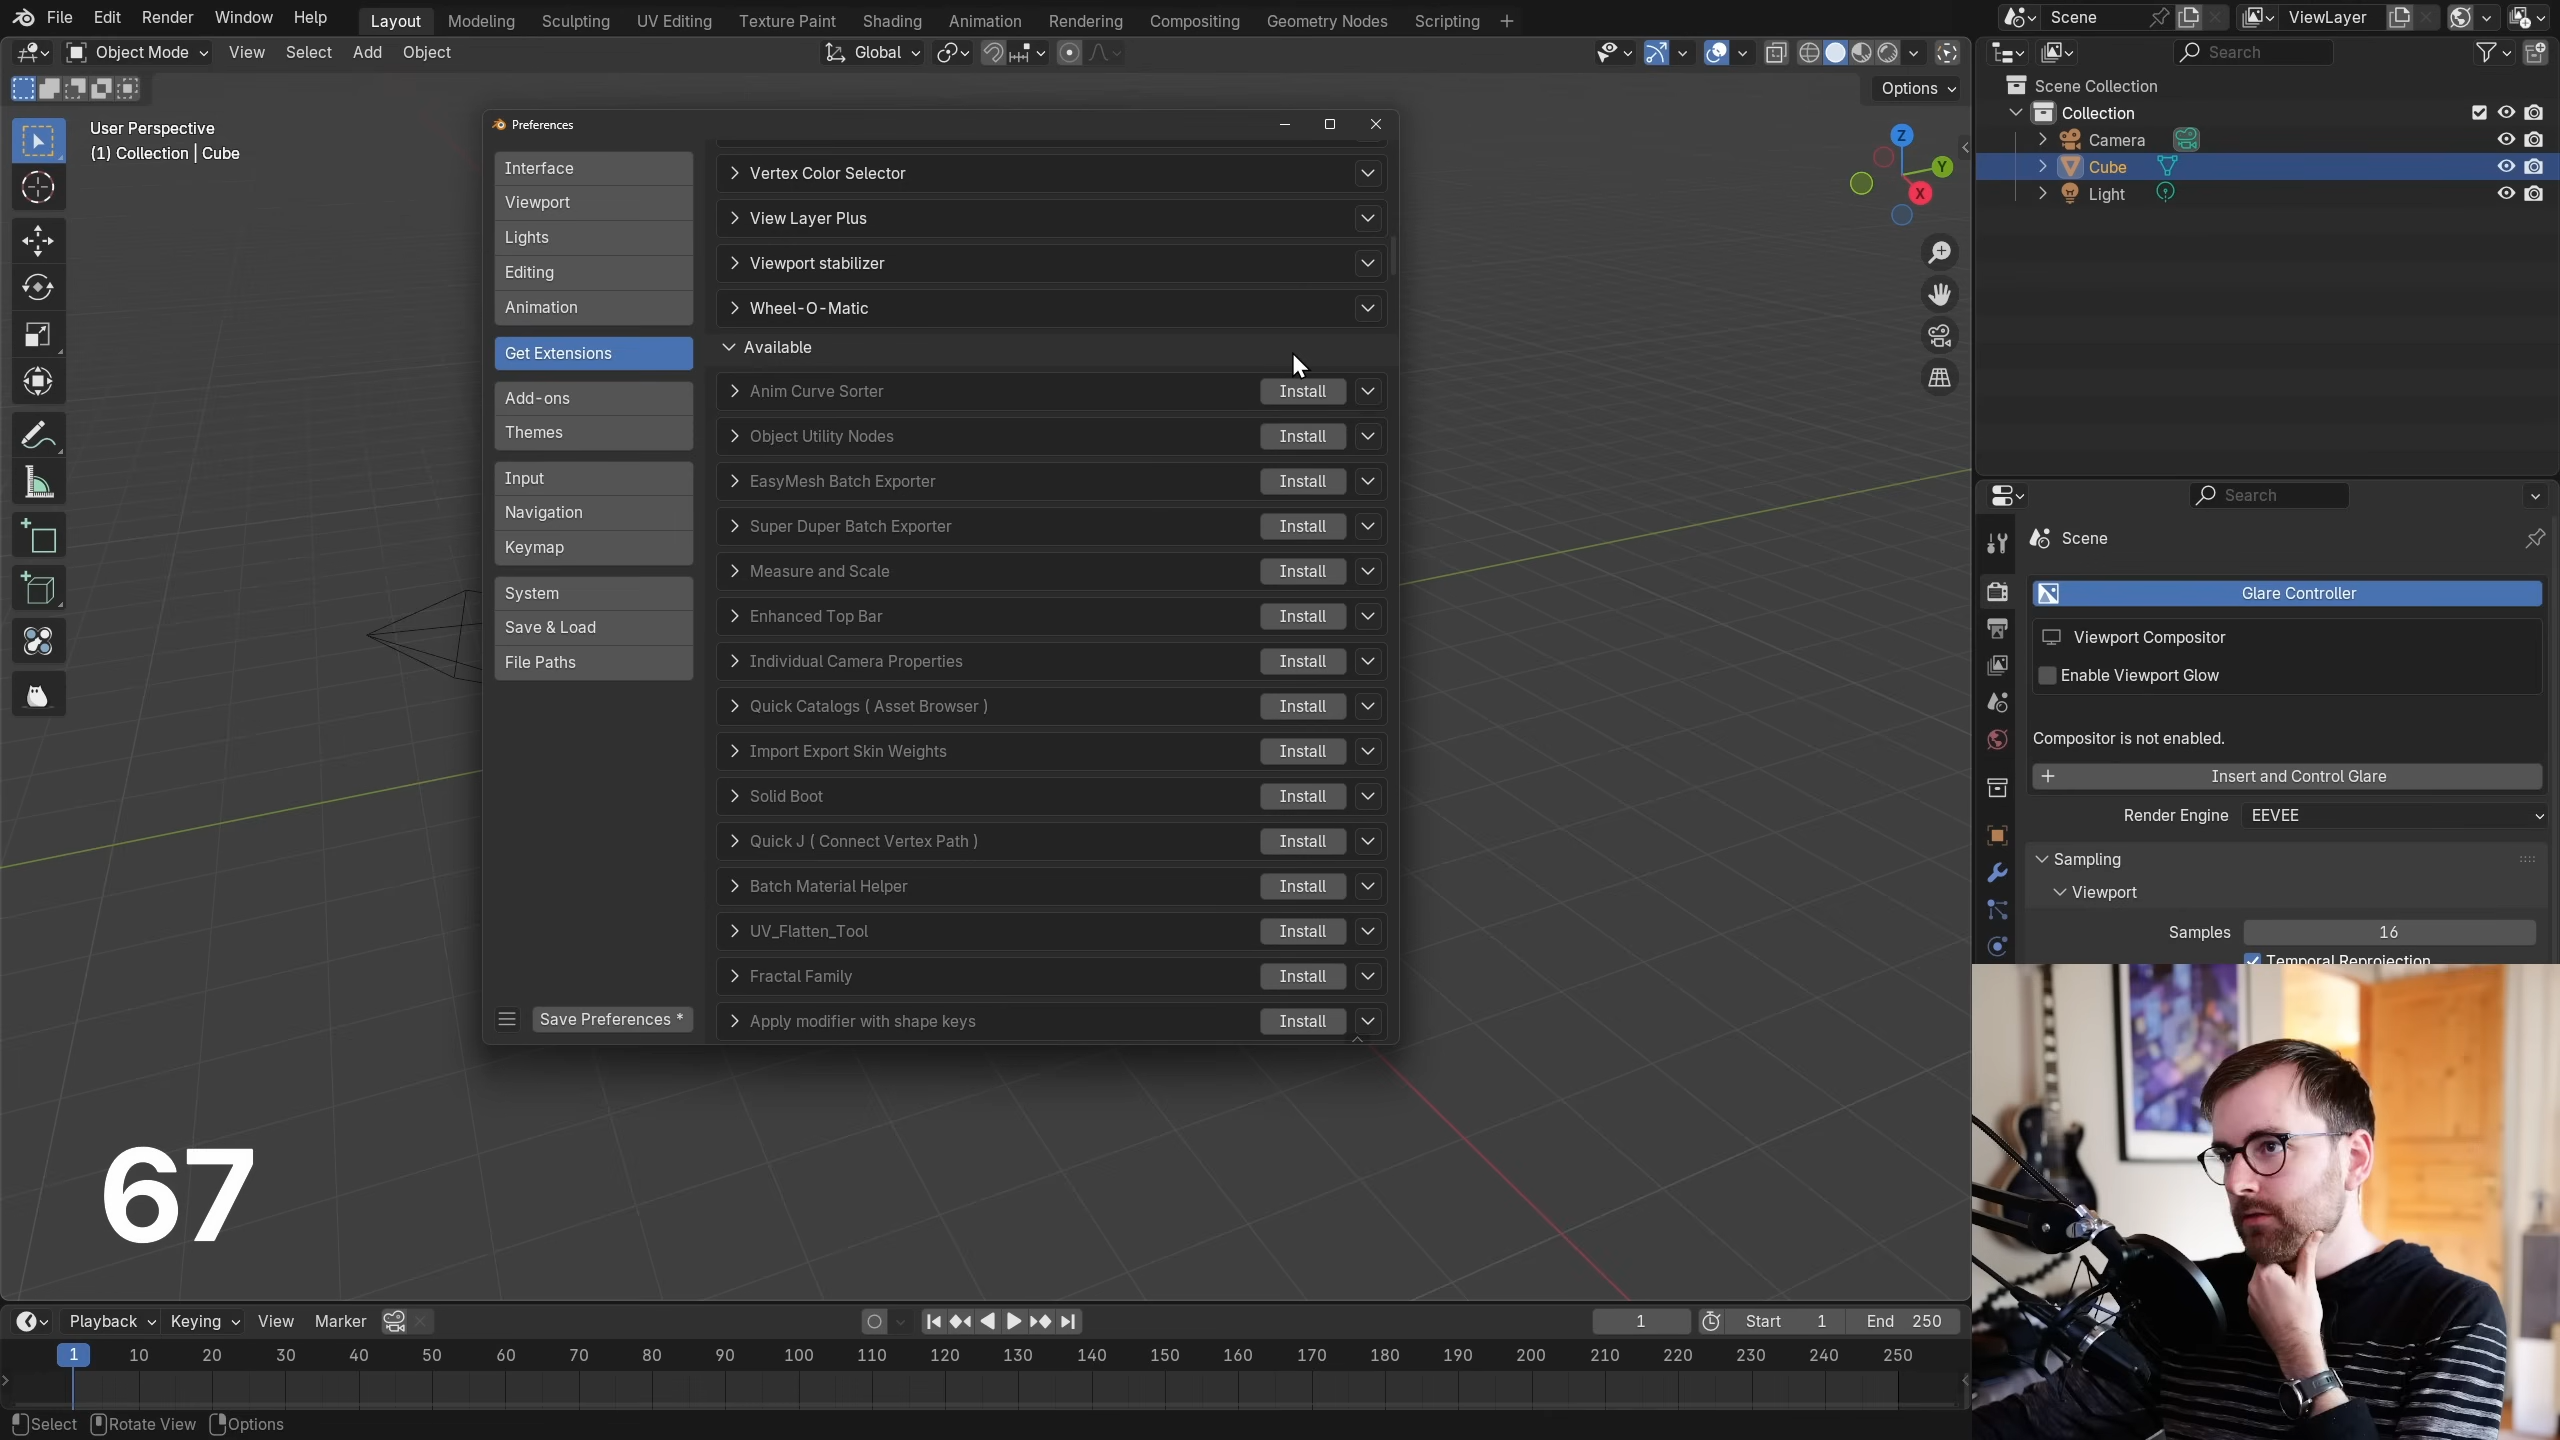 File Edit Render Window Help
Layout Modeling Sculpting UV Editing Texture Paint Shading Animation Rendering Compositing Geometry Nodes Scripting
Scene
ViewLayer
Object Mode View Select Add Object
Global
Search
Options
User Perspective
(1) Collection | Cube
Z
Y
X
Scene Collection
Collection
Camera
Cube
Light
Preferences
Interface
Viewport
Lights
Editing
Animation
Get Extensions
Add-ons
Themes
Input
Navigation
Keymap
System
Save & Load
File Paths
Save Preferences *
Vertex Color Selector
View Layer Plus
Viewport stabilizer
Wheel-O-Matic
Available
Anim Curve Sorter Install
Object Utility Nodes Install
EasyMesh Batch Exporter Install
Super Duper Batch Exporter Install
Measure and Scale Install
Enhanced Top Bar Install
Individual Camera Properties Install
Quick Catalogs ( Asset Browser ) Install
Import Export Skin Weights Install
Solid Boot Install
Quick J ( Connect Vertex Path ) Install
Batch Material Helper Install
UV_Flatten_Tool Install
Fractal Family Install
Apply modifier with shape keys Install
Search
Scene
Glare Controller
Viewport Compositor
Enable Viewport Glow
Compositor is not enabled.
Insert and Control Glare
Render Engine EEVEE
Sampling
Viewport
Samples 16
Temporal Reprojection
67
Playback Keying View Marker
1 Start 1 End 250
1 10 20 30 40 50 60 70 80 90 100 110 120 130 140 150 160 170 180 190 200 210 220 230 240 250
Select Rotate View Options